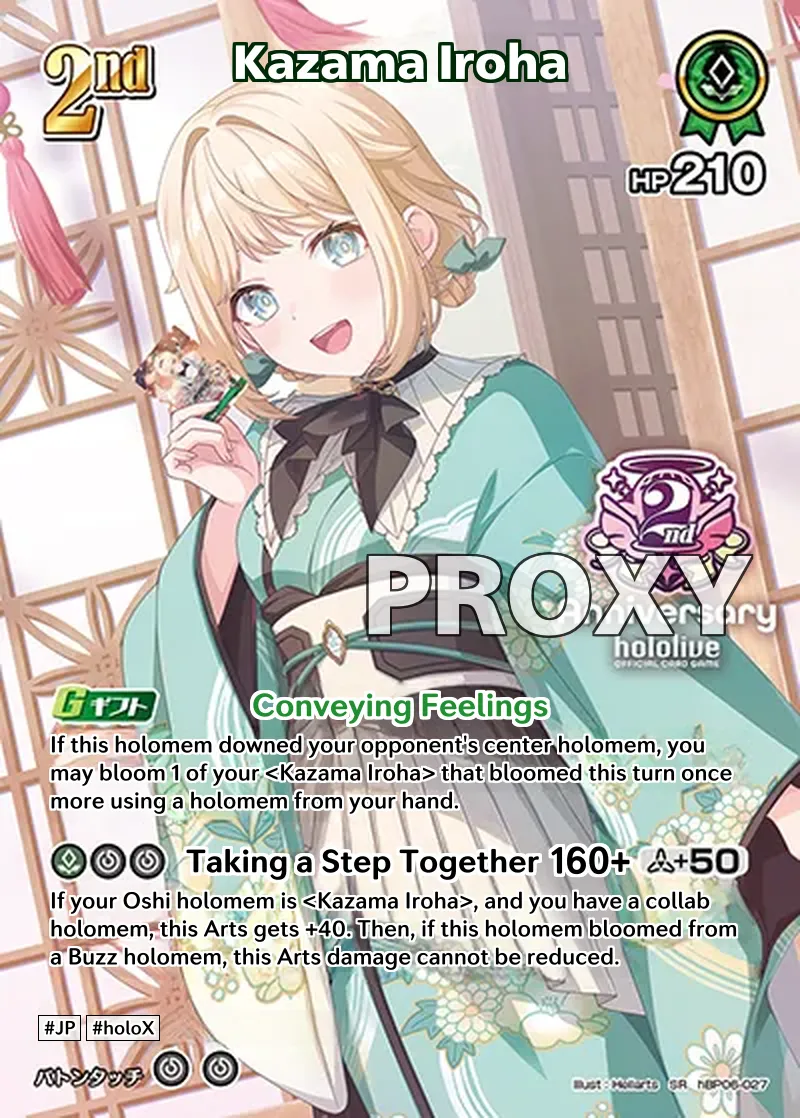 2nd
Kazama Iroha
HP210
2nd
PROXY
Anniversary
hololive
OFFICIAL CARD GAME
G ギフト
Conveying Feelings
If this holomem downed your opponent's center holomem, you
may bloom 1 of your <Kazama Iroha> that bloomed this turn once
more using a holomem from your hand.
Taking a Step Together 160+ +50
If your Oshi holomem is <Kazama Iroha>, and you have a collab
holomem, this Arts gets +40. Then, if this holomem bloomed from
a Buzz holomem, this Arts damage cannot be reduced.
#JP #holoX
バトンタッチ
Illust : Hellarts SR hBP06-027